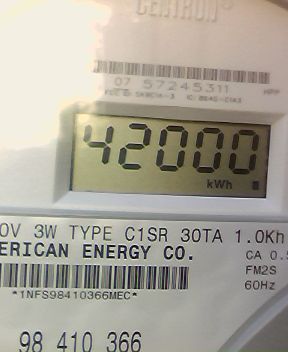 CENTRON®
07 57245311
42000
kWh
0V 3W TYPE C1SR 30TA 1.0Kh
ERICAN ENERGY CO.
CA 0.5
FM2S
60Hz
*1NFS98410366MEC*
98 410 366